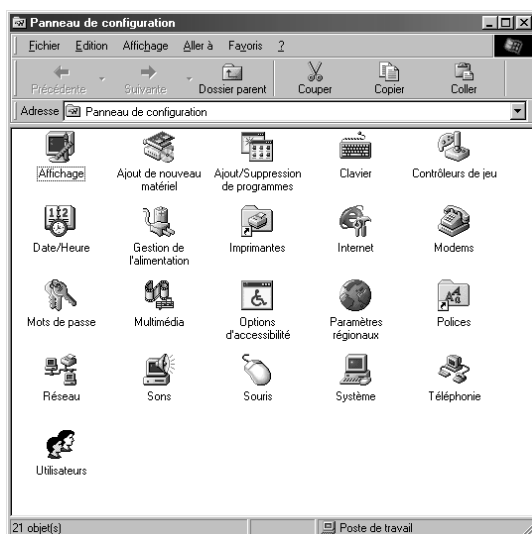 Panneau de configuration
Fichier Edition Affichage Aller à Favoris ?
Précédente Suivante Dossier parent Couper Copier Coller
Adresse Panneau de configuration
Affichage
Ajout de nouveau
matériel
Ajout/Suppression
de programmes
Clavier
Contrôleurs de jeu
Date/Heure
Gestion de
l'alimentation
Imprimantes
Internet
Modems
Mots de passe
Multimédia
Options
d'accessibilité
Paramètres
régionaux
Polices
Réseau
Sons
Souris
Système
Téléphonie
Utilisateurs
21 objet(s) Poste de travail